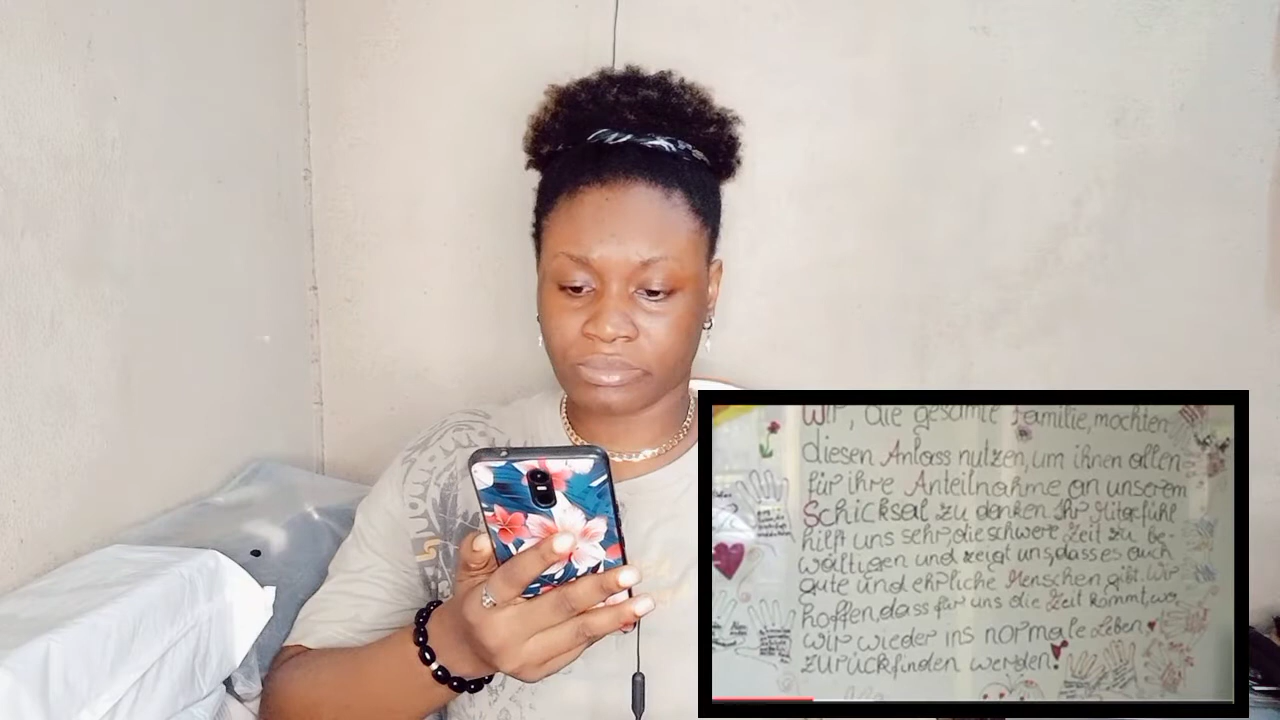 Wir, die gesamte Familie, möchten
diesen Anlass nutzen, um ihnen allen
für ihre Anteilnahme an unserem
Schicksal zu danken Ihr Mitgefühl
hilft uns sehr, die schwere Zeit zu be-
wältigen und zeigt uns, dass es auch
gute und ehrliche Menschen gibt. Wir
hoffen, dass für uns die Zeit kommt, wo
wir wieder ins normale Leben
zurückfinden werden.